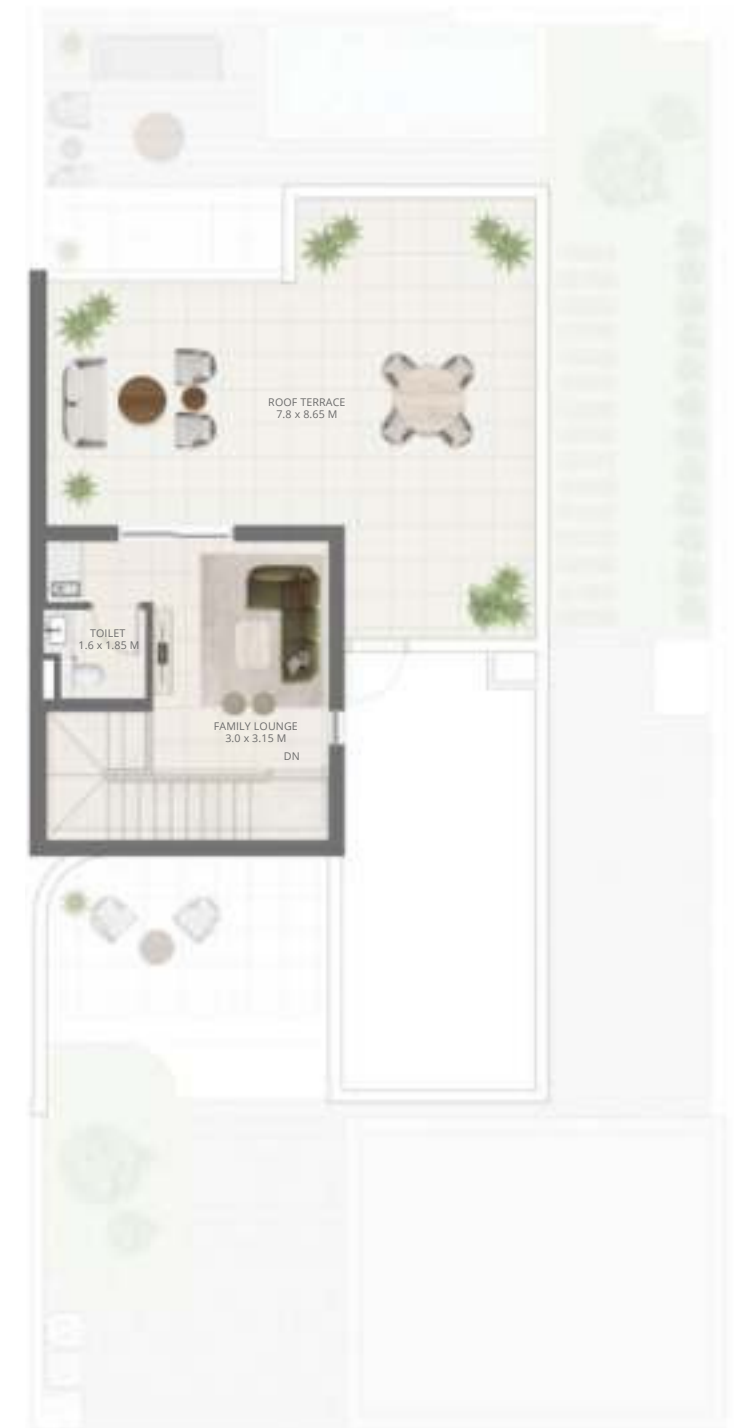 ROOF TERRACE
7.8 x 8.65 M
TOILET
1.6 x 1.85 M
FAMILY LOUNGE
3.0 x 3.15 M
DN